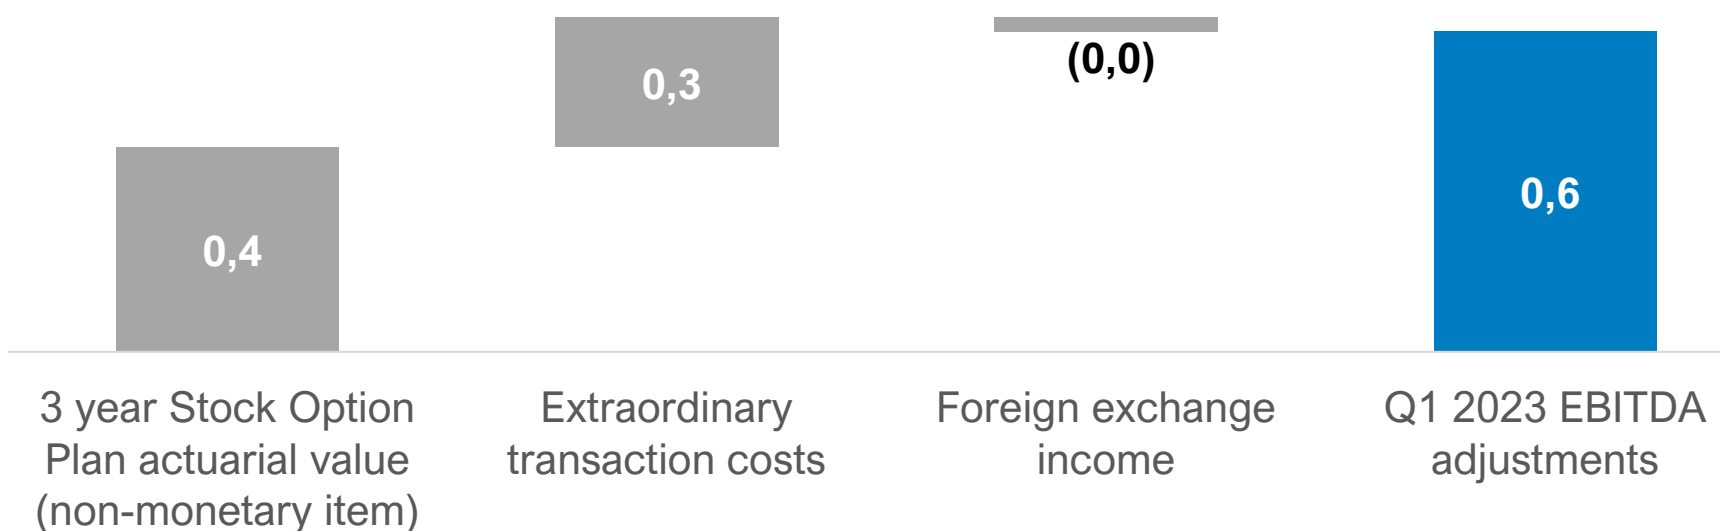 0,4
0,3
(0,0)
0,6
3 year Stock Option
Plan actuarial value
(non-monetary item)
Extraordinary
transaction costs
Foreign exchange
income
Q1 2023 EBITDA
adjustments